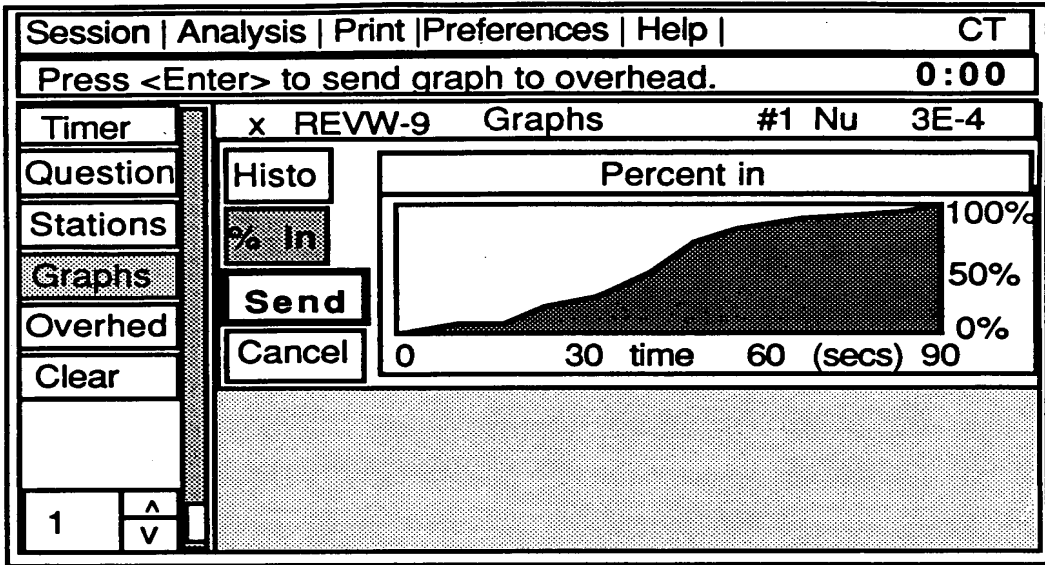 Session | Analysis | Print |Preferences | Help | CT
Press <Enter> to send graph to overhead. 0:00
Timer
Question
Stations
Graphs
Overhed
Clear
1
^
v
x REVW-9 Graphs #1 Nu 3E-4
Histo
% In
Send
Cancel
Percent in
100%
50%
0%
0 30 time 60 (secs) 90